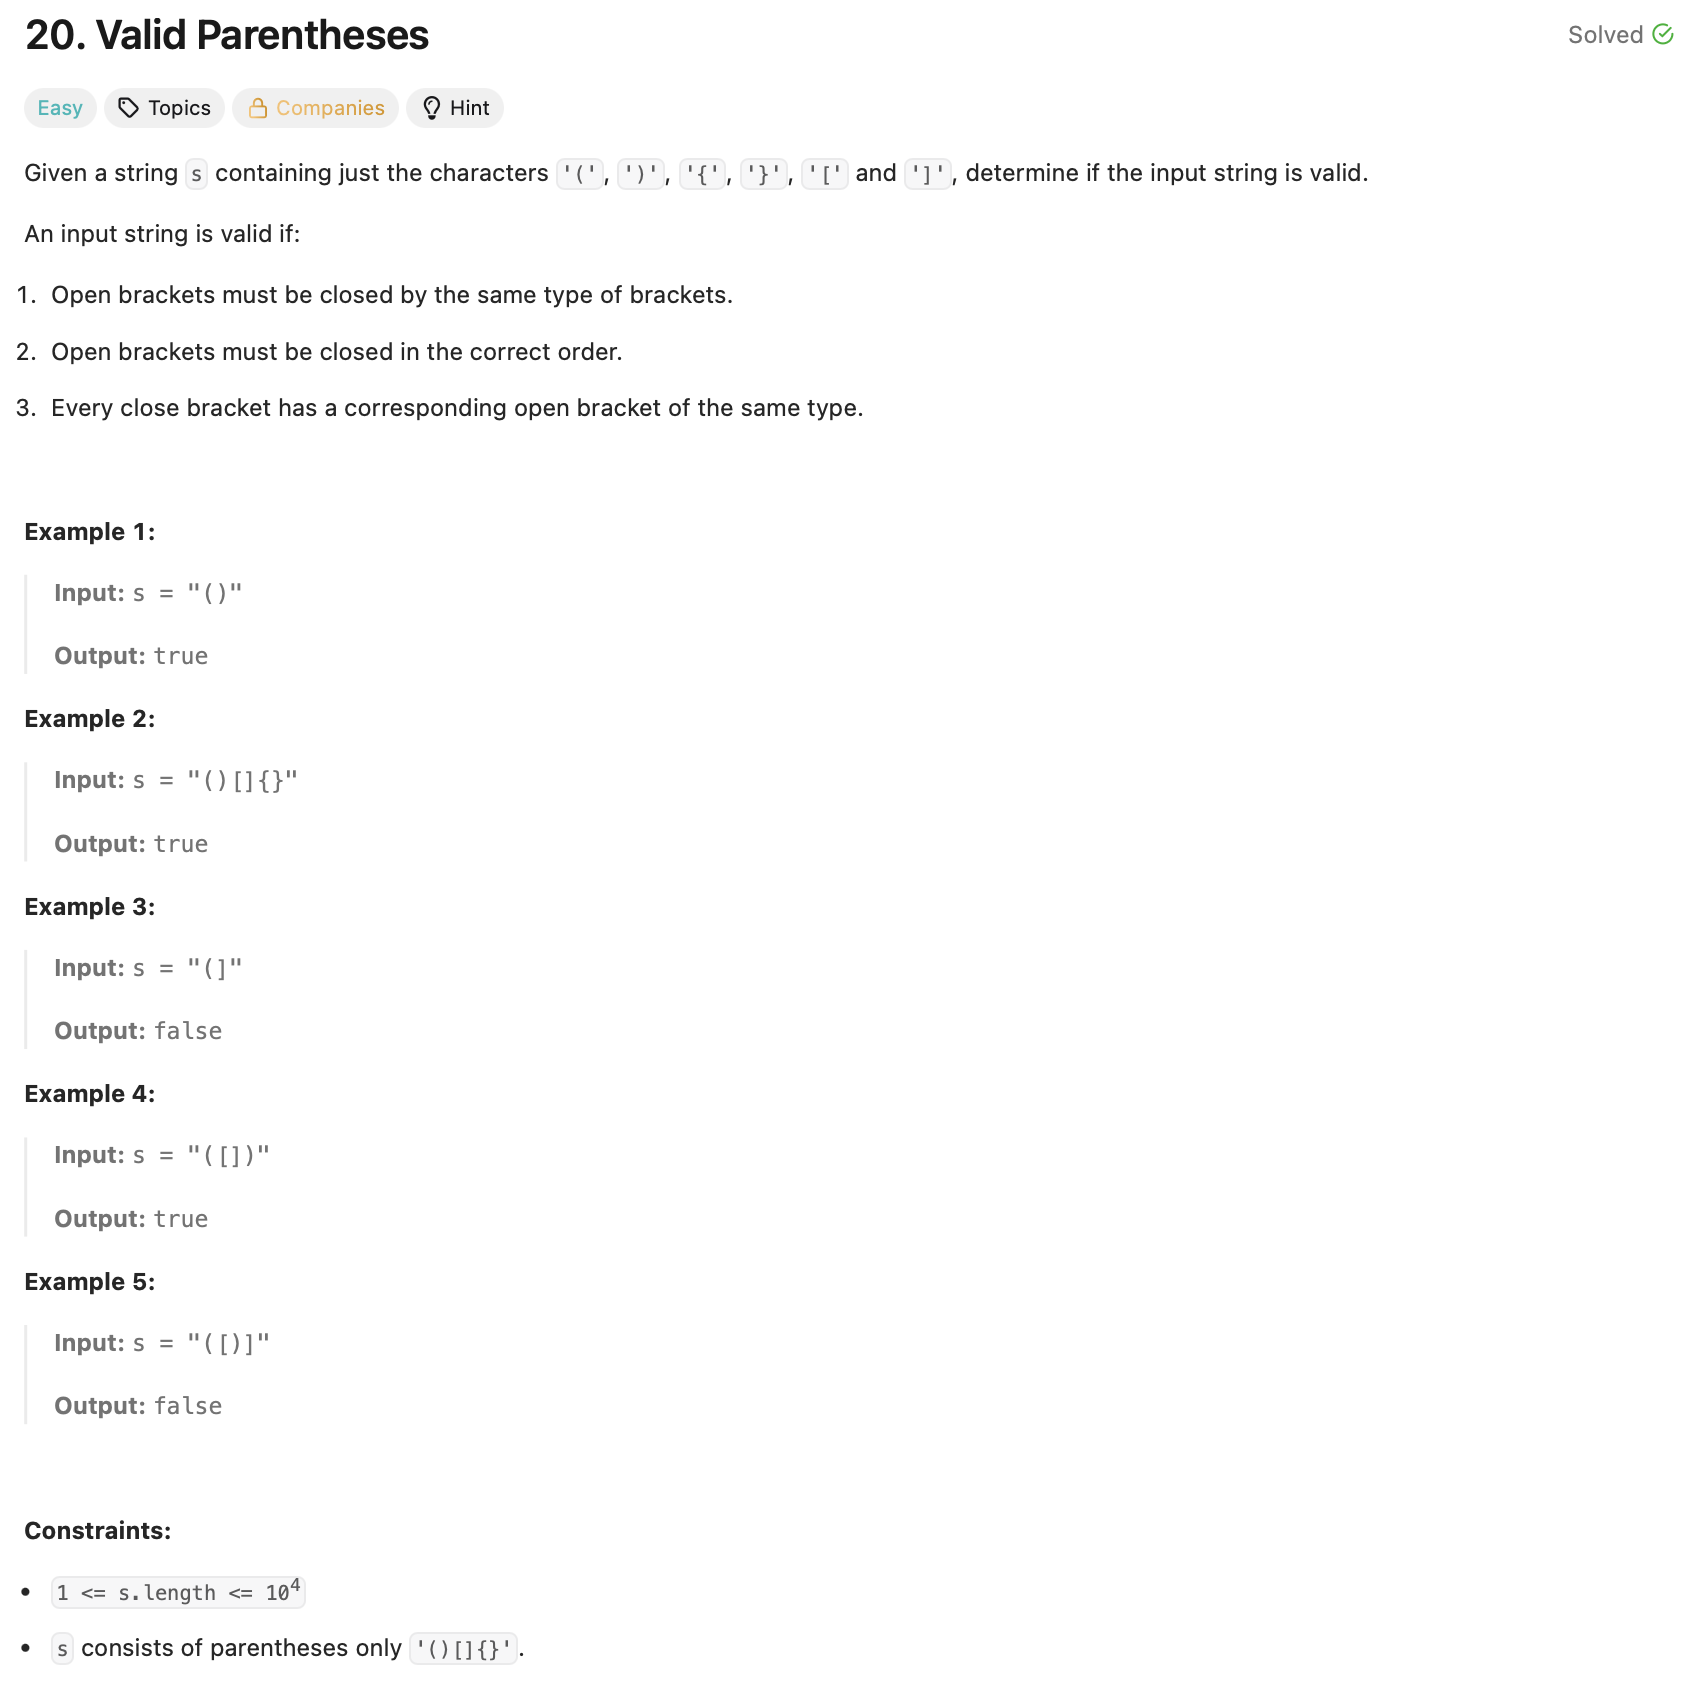 20. Valid Parentheses
Solved
Easy Topics Companies Hint
Given a string s containing just the characters '(', ')', '{', '}', '[' and ']', determine if the input string is valid.
An input string is valid if:
1. Open brackets must be closed by the same type of brackets.
2. Open brackets must be closed in the correct order.
3. Every close bracket has a corresponding open bracket of the same type.
Example 1:
Input: s = "()"
Output: true
Example 2:
Input: s = "()[]{}"
Output: true
Example 3:
Input: s = "(]"
Output: false
Example 4:
Input: s = "([])"
Output: true
Example 5:
Input: s = "([)]"
Output: false
Constraints:
• 1 <= s.length <= 10⁴
• s consists of parentheses only '()[]{}'.